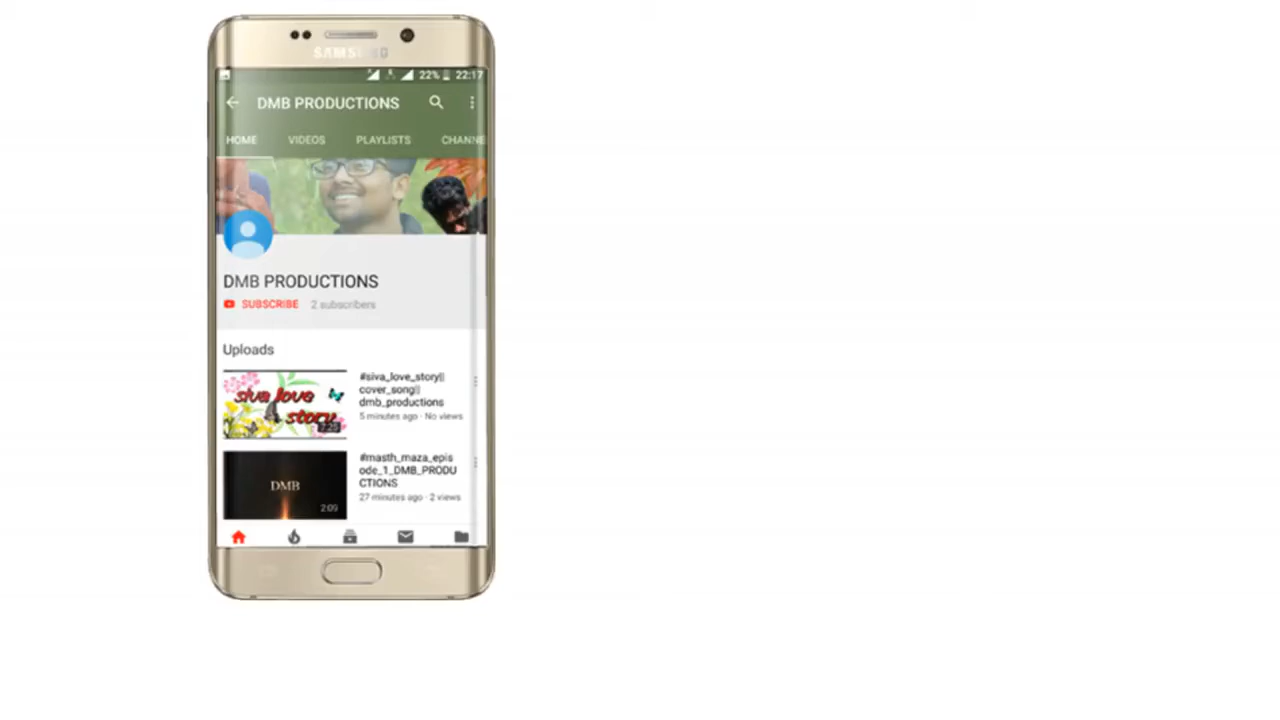 SAMSUNG
22% 22:17
DMB PRODUCTIONS
HOME VIDEOS PLAYLISTS CHANNE
DMB PRODUCTIONS
SUBSCRIBE 2 subscribers
Uploads
siva love
story
7:25
#siva_love_story||
cover_song||
dmb_productions
5 minutes ago · No views
DMB
2:09
#masth_maza_epis
ode_1_DMB_PRODU
CTIONS
27 minutes ago · 2 views